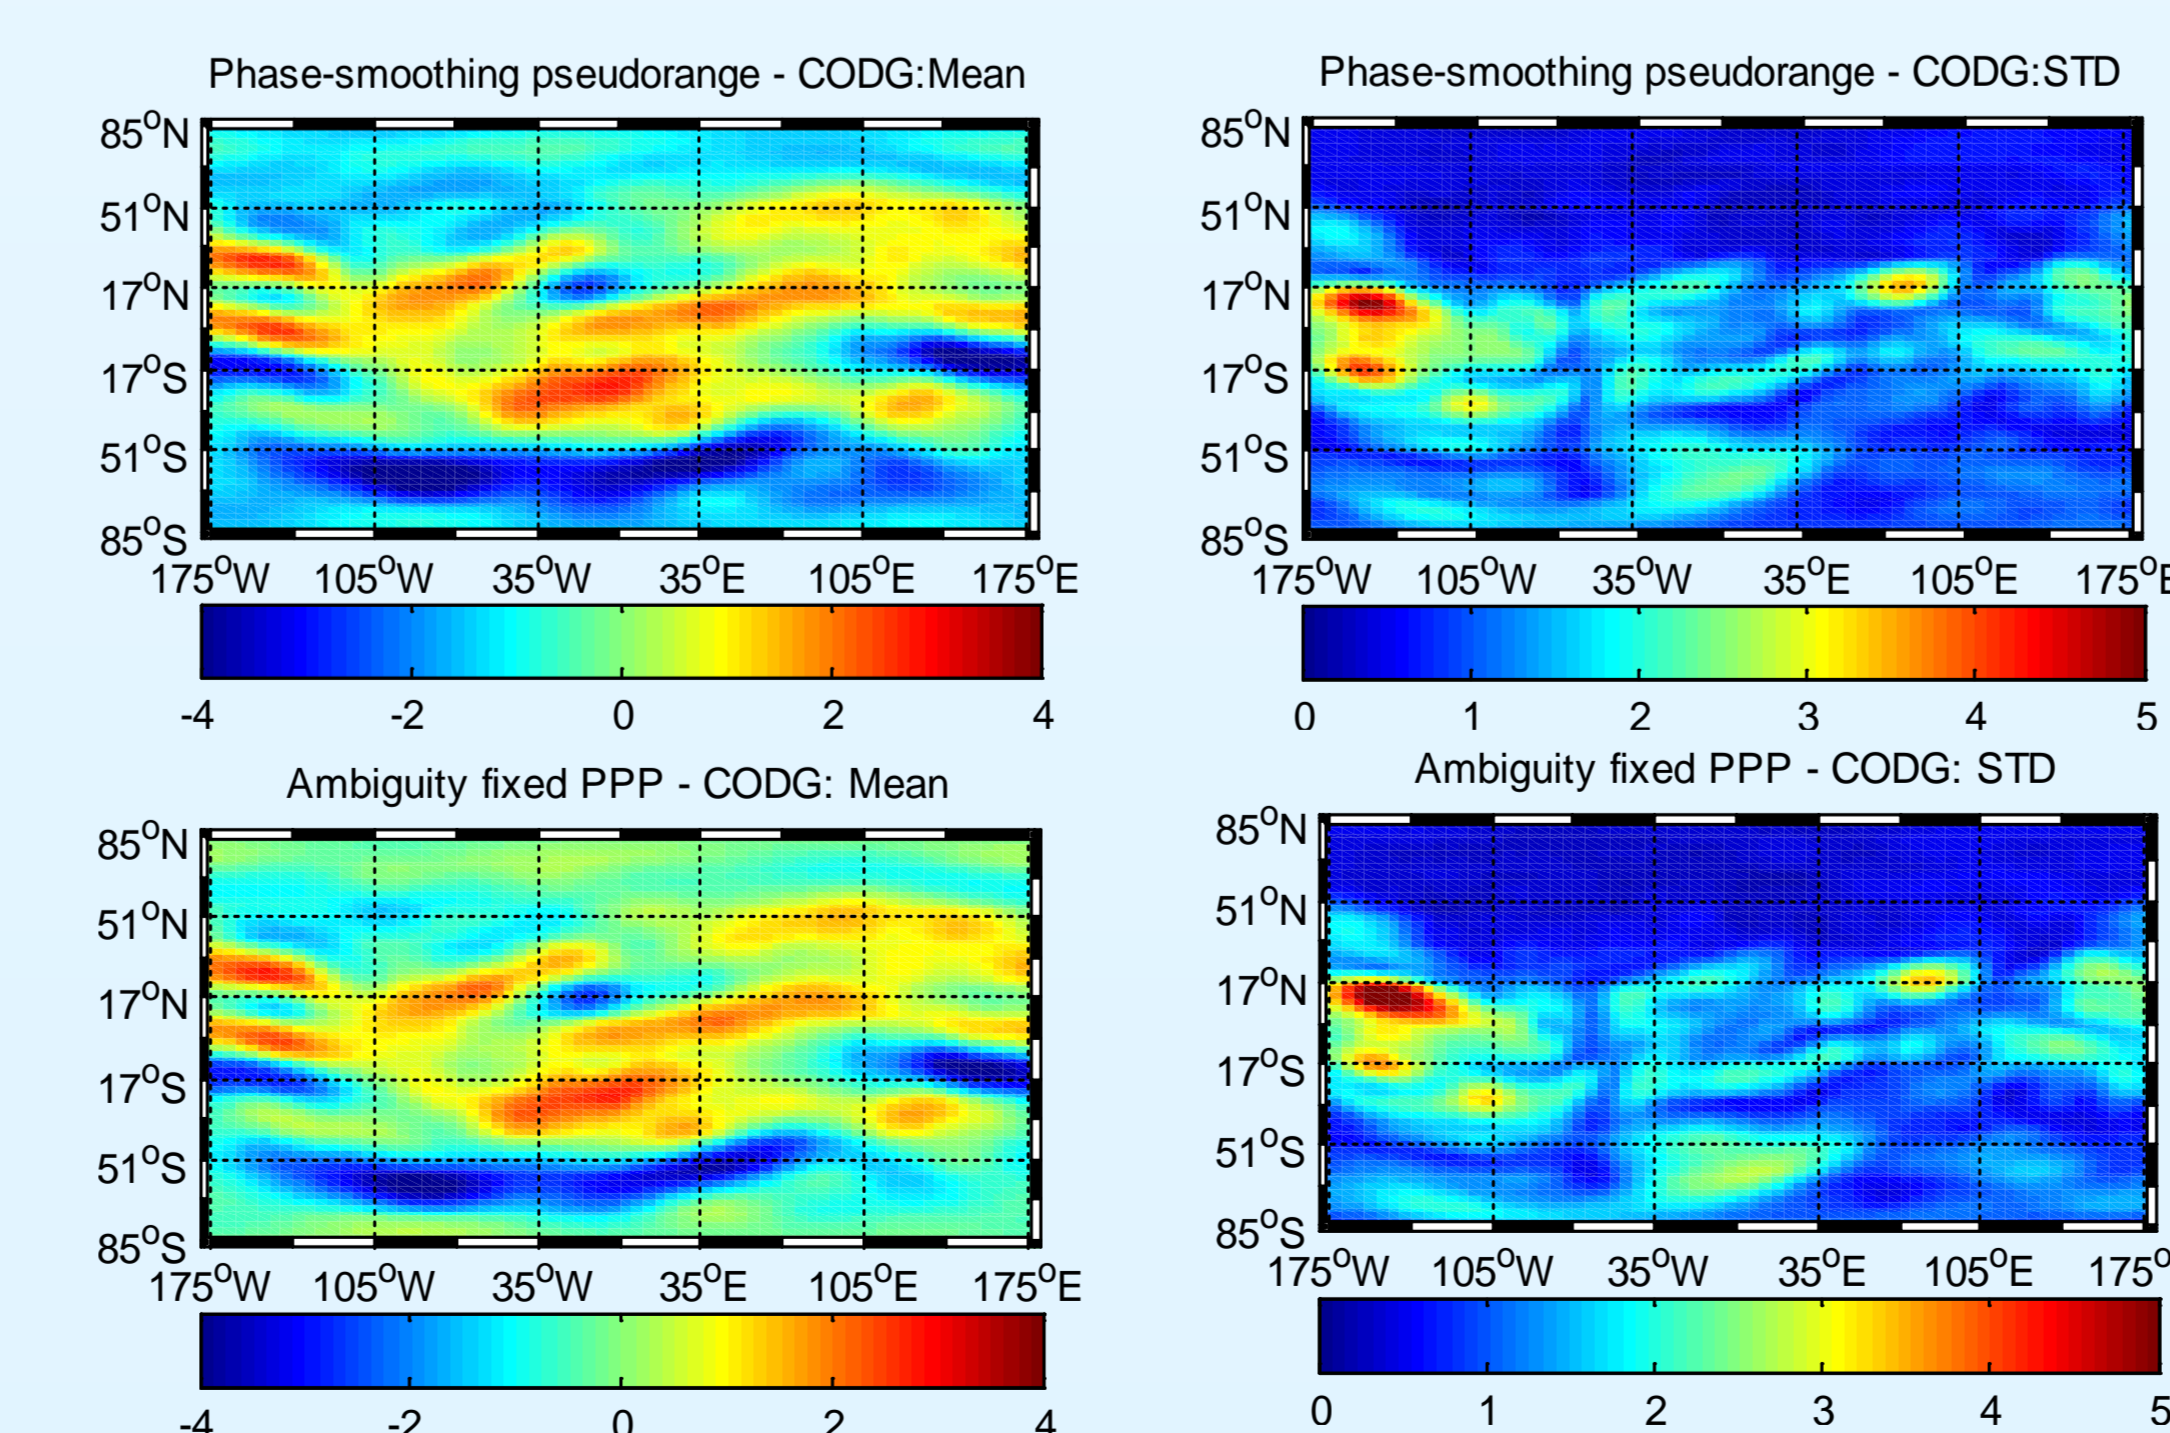 Phase-smoothing pseudorange - CODG:Mean
85°N
51°N
17°N
17°S
51°S
85°S
175°W 105°W 35°W 35°E 105°E 175°E
-4 -2 0 2 4
Phase-smoothing pseudorange - CODG:STD
85°N
51°N
17°N
17°S
51°S
85°S
175°W 105°W 35°W 35°E 105°E 175°E
0 1 2 3 4 5
Ambiguity fixed PPP - CODG: Mean
85°N
51°N
17°N
17°S
51°S
85°S
175°W 105°W 35°W 35°E 105°E 175°E
-4 -2 0 2 4
Ambiguity fixed PPP - CODG: STD
85°N
51°N
17°N
17°S
51°S
85°S
175°W 105°W 35°W 35°E 105°E 175°
0 1 2 3 4 5